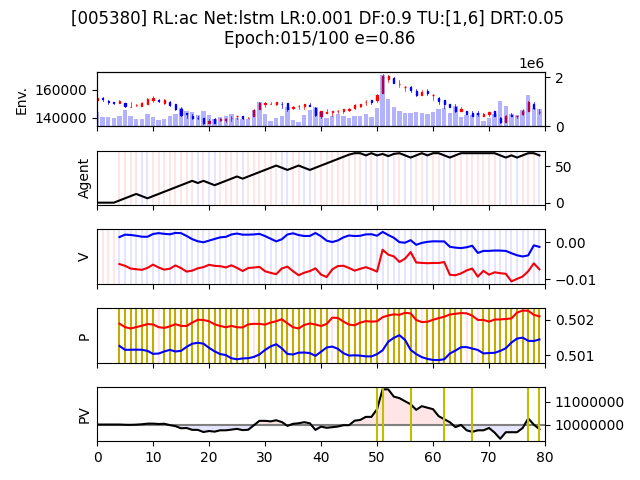 [005380] RL:ac Net:lstm LR:0.001 DF:0.9 TU:[1,6] DRT:0.05
Epoch:015/100 e=0.86
1e6
Env.
160000
140000
2
0
Agent
50
0
V
0.00
−0.01
P
0.502
0.501
PV
11000000
10000000
0 10 20 30 40 50 60 70 80